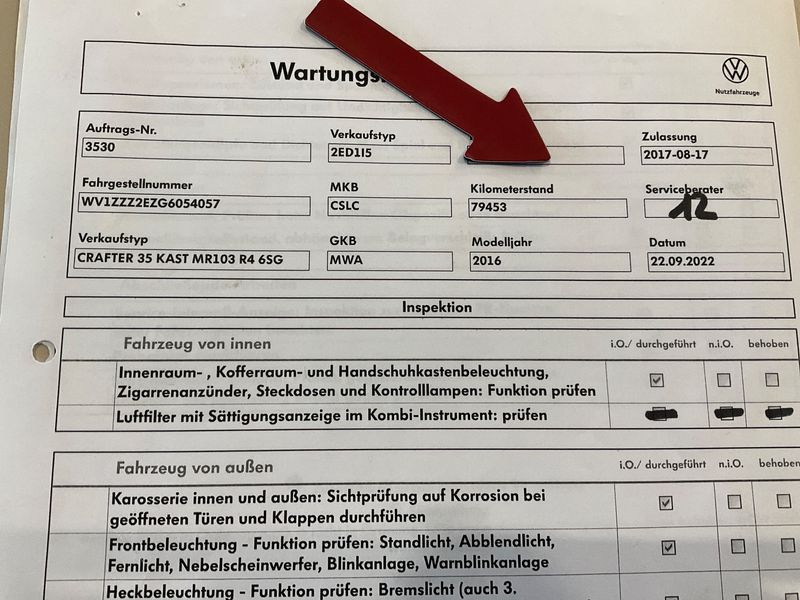 Wartungs
Nutzfahrzeuge
Auftrags-Nr.
3530
Verkaufstyp
2ED1I5
Zulassung
2017-08-17
Fahrgestellnummer
WV1ZZZ2EZG6054057
MKB
CSLC
Kilometerstand
79453
Serviceberater
12
Verkaufstyp
CRAFTER 35 KAST MR103 R4 6SG
GKB
MWA
Modelljahr
2016
Datum
22.09.2022
Inspektion
Fahrzeug von innen
i.O./ durchgeführt n.i.O. behoben
Innenraum- , Kofferraum- und Handschuhkastenbeleuchtung,
Zigarrenanzünder, Steckdosen und Kontrolllampen: Funktion prüfen
Luftfilter mit Sättigungsanzeige im Kombi-Instrument: prüfen
Fahrzeug von außen
i.O./ durchgeführt n.i.O. behoben
Karosserie innen und außen: Sichtprüfung auf Korrosion bei
geöffneten Türen und Klappen durchführen
Frontbeleuchtung - Funktion prüfen: Standlicht, Abblendlicht,
Fernlicht, Nebelscheinwerfer, Blinkanlage, Warnblinkanlage
Heckbeleuchtung - Funktion prüfen: Bremslicht (auch 3.